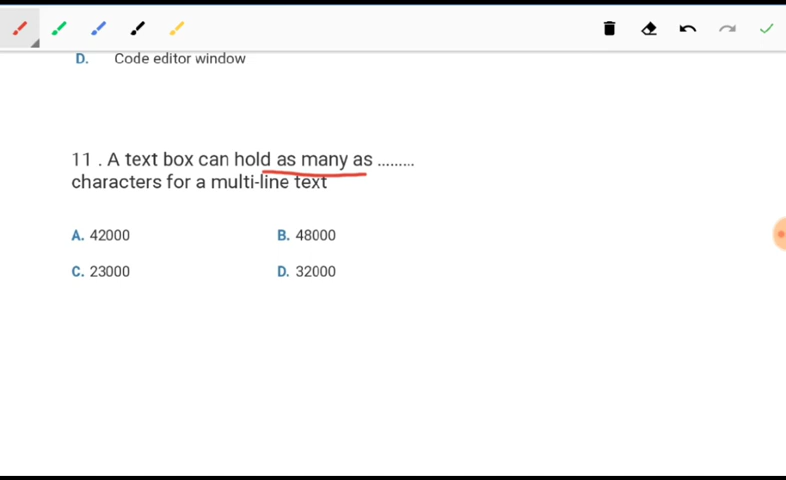 D. Code editor window
11 . A text box can hold as many as .........
characters for a multi-line text
A. 42000 B. 48000
C. 23000 D. 32000